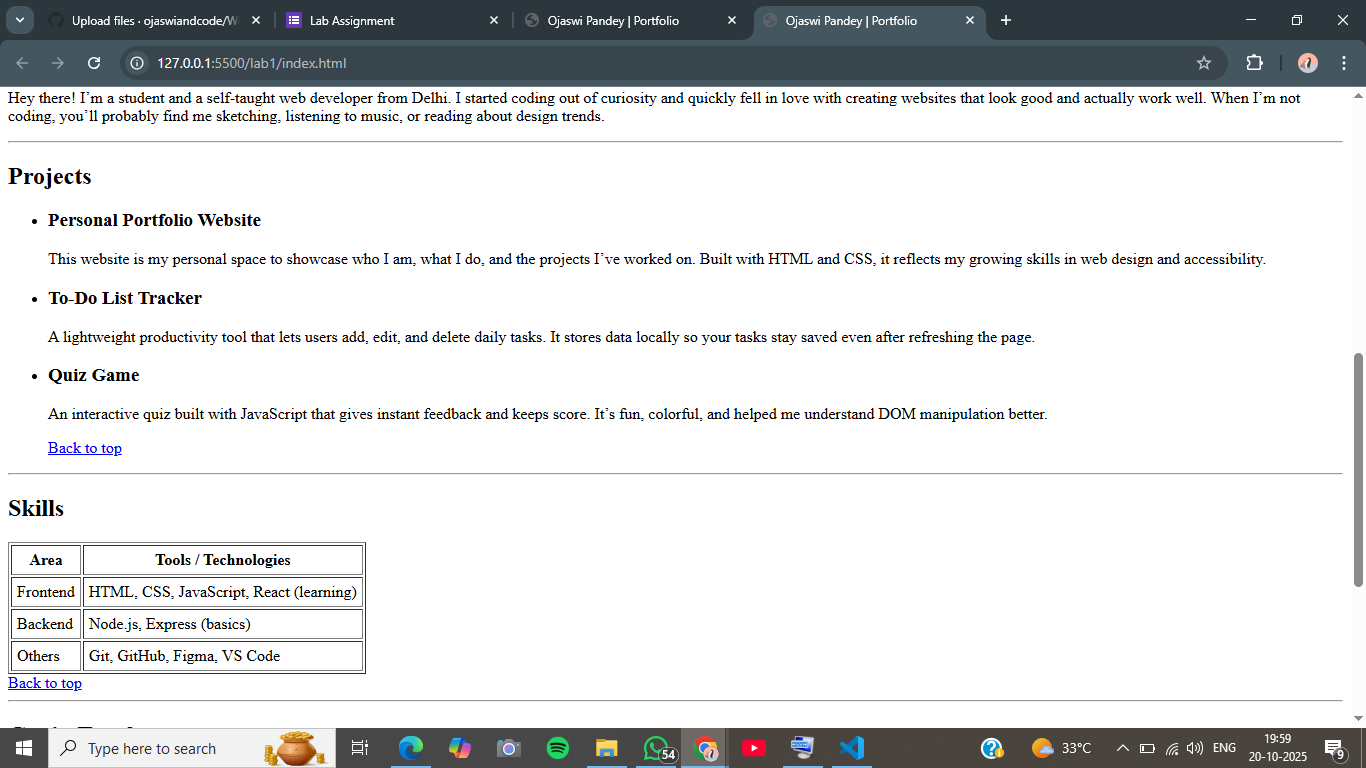 Upload files · ojaswiandcode/W
Lab Assignment
Ojaswi Pandey | Portfolio
Ojaswi Pandey | Portfolio
127.0.0.1:5500/lab1/index.html
Hey there! I’m a student and a self-taught web developer from Delhi. I started coding out of curiosity and quickly fell in love with creating websites that look good and actually work well. When I’m not
coding, you’ll probably find me sketching, listening to music, or reading about design trends.
Projects
Personal Portfolio Website
This website is my personal space to showcase who I am, what I do, and the projects I’ve worked on. Built with HTML and CSS, it reflects my growing skills in web design and accessibility.
To-Do List Tracker
A lightweight productivity tool that lets users add, edit, and delete daily tasks. It stores data locally so your tasks stay saved even after refreshing the page.
Quiz Game
An interactive quiz built with JavaScript that gives instant feedback and keeps score. It’s fun, colorful, and helped me understand DOM manipulation better.
Back to top
Skills
Area Tools / Technologies
Frontend HTML, CSS, JavaScript, React (learning)
Backend Node.js, Express (basics)
Others Git, GitHub, Figma, VS Code
Back to top
Type here to search
54
33°C
ENG
19:59
20-10-2025
9